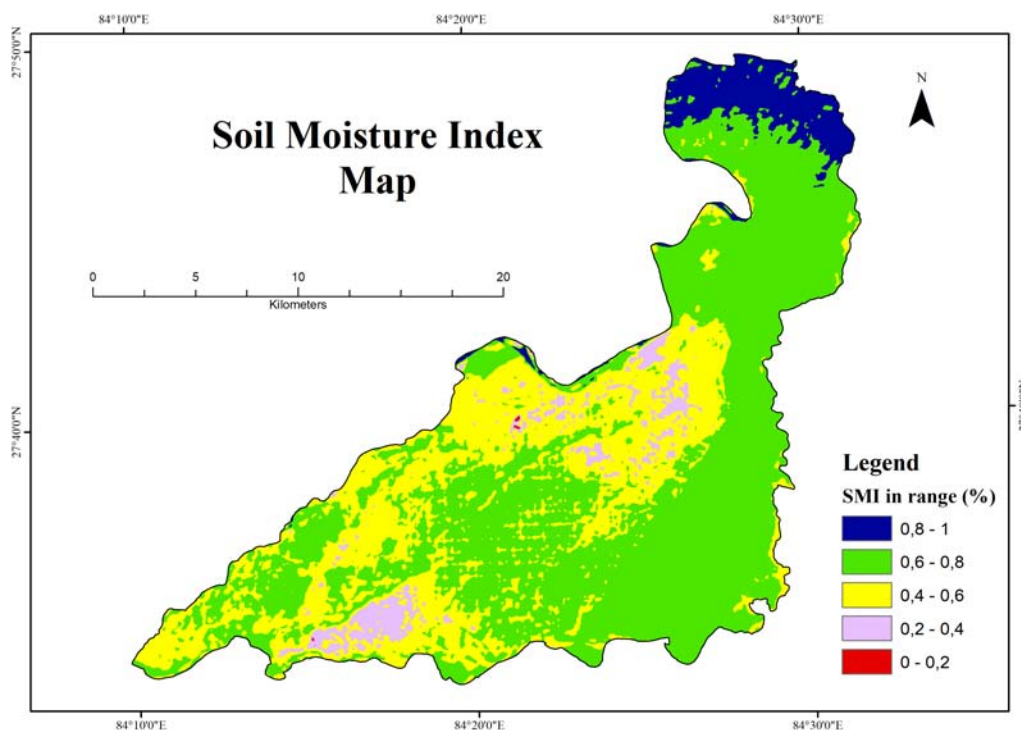 84°10'0"E 84°20'0"E 84°30'0"E
27°50'0"N
N
Soil Moisture Index
Map
0 5 10 20
Kilometers
27°40'0"N
Legend
SMI in range (%)
0,8 - 1
0,6 - 0,8
0,4 - 0,6
0,2 - 0,4
0 - 0,2
84°10'0"E 84°20'0"E 84°30'0"E